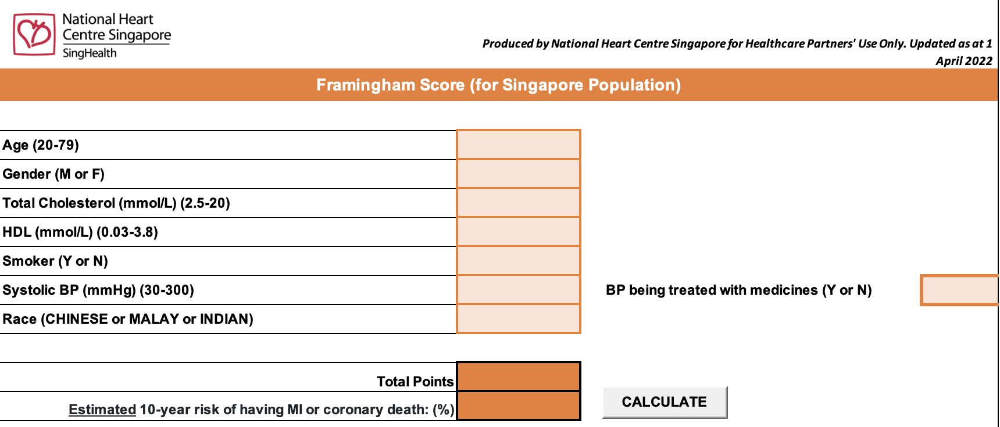 National Heart
Centre Singapore
SingHealth
Produced by National Heart Centre Singapore for Healthcare Partners' Use Only. Updated as at 1
April 2022
Framingham Score (for Singapore Population)
Age (20-79)
Gender (M or F)
Total Cholesterol (mmol/L) (2.5-20)
HDL (mmol/L) (0.03-3.8)
Smoker (Y or N)
Systolic BP (mmHg) (30-300)
BP being treated with medicines (Y or N)
Race (CHINESE or MALAY or INDIAN)
Total Points
Estimated 10-year risk of having MI or coronary death: (%)
CALCULATE